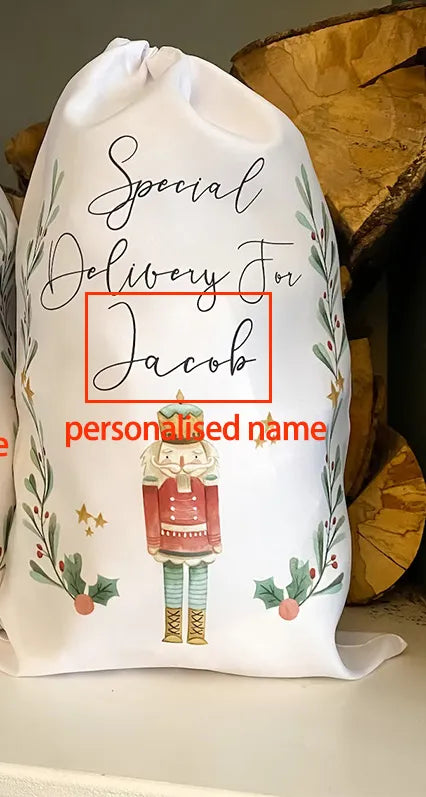 Special
Delivery For
Jacob
personalised name